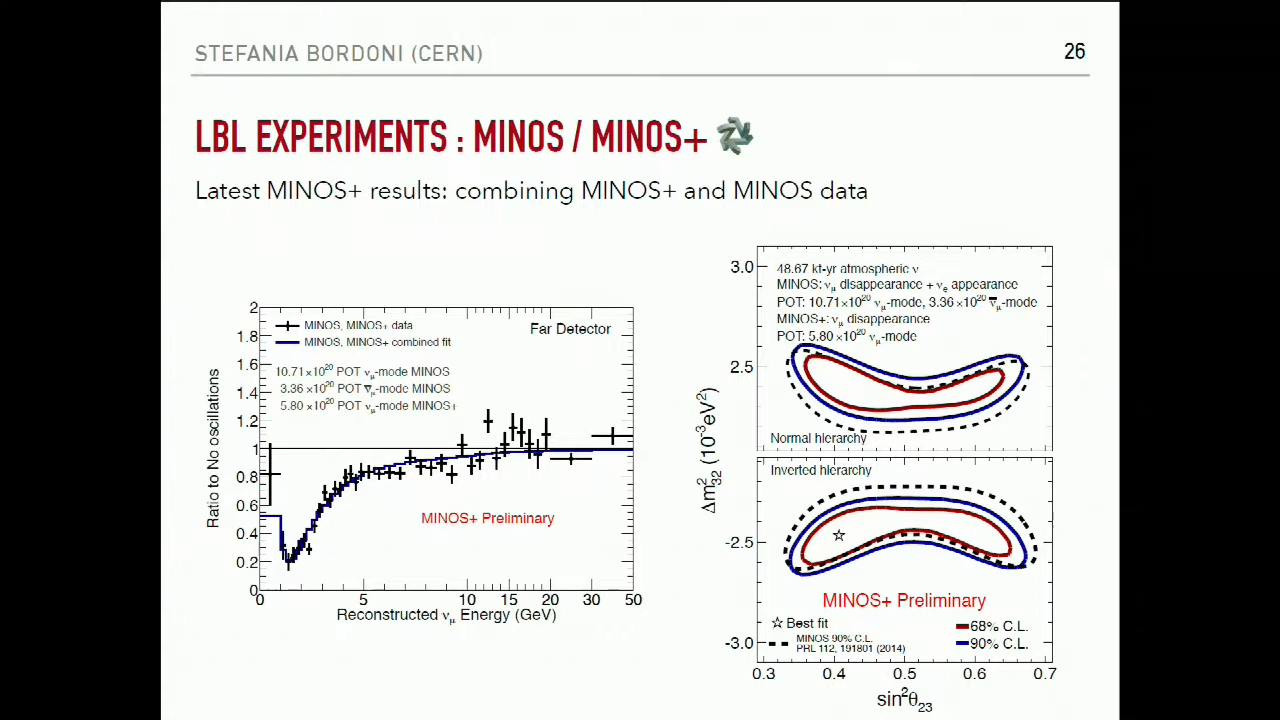 STEFANIA BORDONI (CERN)
26
LBL EXPERIMENTS : MINOS / MINOS+
Latest MINOS+ results: combining MINOS+ and MINOS data
2
1.8
1.6
1.4
1.2
1
0.8
0.6
0.4
0.2
0
Ratio to No oscillations
MINOS, MINOS+ data
Far Detector
MINOS, MINOS+ combined fit
10.71×10²⁰ POT νμ-mode MINOS
3.36×10²⁰ POT ν̅μ-mode MINOS
5.80×10²⁰ POT νμ-mode MINOS+
MINOS+ Preliminary
0 5 10 15 20 30 50
Reconstructed νμ Energy (GeV)
3.0
2.5
-2.5
-3.0
Δm²₃₂ (10⁻³eV²)
48.67 kt-yr atmospheric ν
MINOS: νμ disappearance + νe appearance
POT: 10.71×10²⁰ νμ-mode, 3.36×10²⁰ ν̅μ-mode
MINOS+: νμ disappearance
POT: 5.80×10²⁰ νμ-mode
Normal hierarchy
Inverted hierarchy
MINOS+ Preliminary
Best fit
MINOS 90% C.L.
PRL 112, 191801 (2014)
68% C.L.
90% C.L.
0.3 0.4 0.5 0.6 0.7
sin²θ₂₃